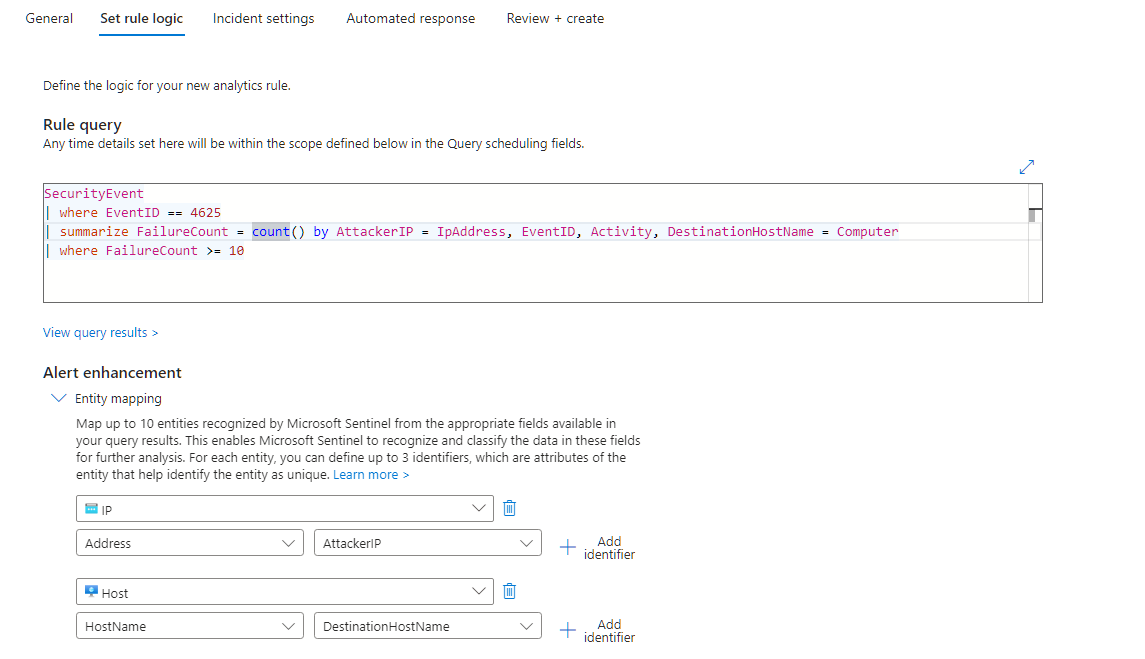 General Set rule logic Incident settings Automated response Review + create
Define the logic for your new analytics rule.
Rule query
Any time details set here will be within the scope defined below in the Query scheduling fields.
SecurityEvent
| where EventID == 4625
| summarize FailureCount = count() by AttackerIP = IpAddress, EventID, Activity, DestinationHostName = Computer
| where FailureCount >= 10
View query results >
Alert enhancement
Entity mapping
Map up to 10 entities recognized by Microsoft Sentinel from the appropriate fields available in
your query results. This enables Microsoft Sentinel to recognize and classify the data in these fields
for further analysis. For each entity, you can define up to 3 identifiers, which are attributes of the
entity that help identify the entity as unique. Learn more >
IP
Address AttackerIP Add
identifier
Host
HostName DestinationHostName Add
identifier